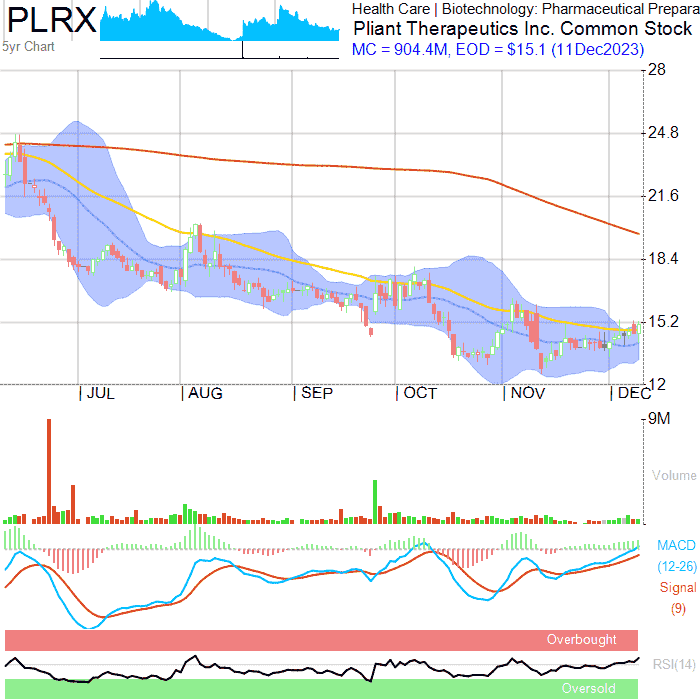 PLRX
Health Care | Biotechnology: Pharmaceutical Prepara
Pliant Therapeutics Inc. Common Stock
5yr Chart
MC = 904.4M, EOD = $15.1 (11Dec2023)
28
24.8
21.6
18.4
15.2
12
JUL AUG SEP OCT NOV DEC
9M
Volume
MACD
(12-26)
Signal
(9)
Overbought
RSI(14)
Oversold